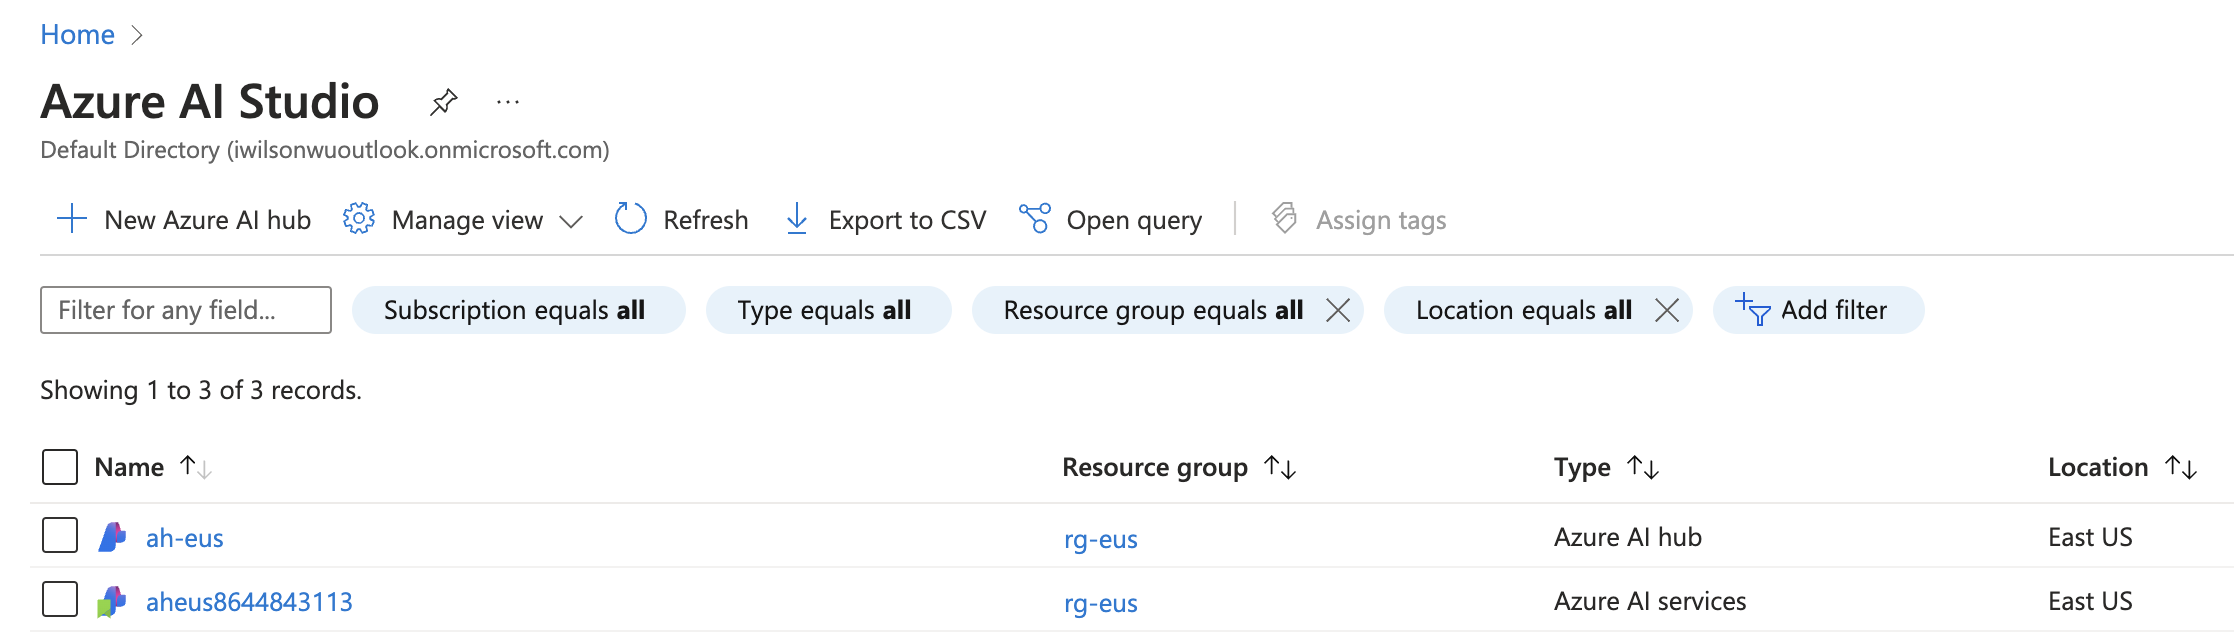 Home
Azure AI Studio
Default Directory (iwilsonwuoutlook.onmicrosoft.com)
New Azure AI hub Manage view Refresh Export to CSV Open query Assign tags
Filter for any field... Subscription equals all Type equals all Resource group equals all Location equals all Add filter
Showing 1 to 3 of 3 records.
Name Resource group Type Location
ah-eus rg-eus Azure AI hub East US
aheus8644843113 rg-eus Azure AI services East US